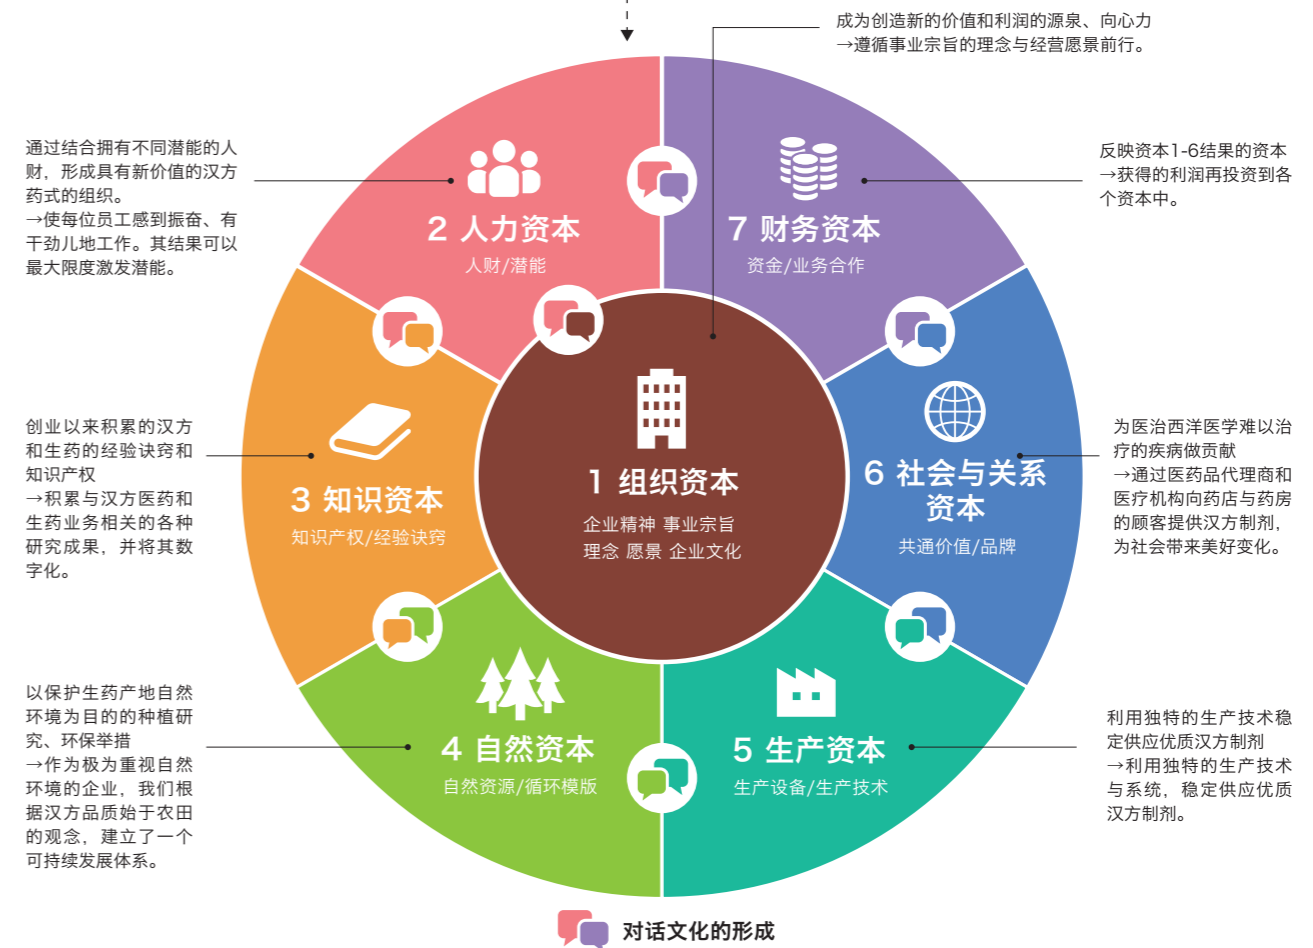 成为创造新的价值和利润的源泉、向心力
→遵循事业宗旨的理念与经营愿景前行。
通过结合拥有不同潜能的人
财，形成具有新价值的汉方
药式的组织。
→使每位员工感到振奋、有
干劲儿地工作。其结果可以
最大限度激发潜能。
2 人力资本
人财/潜能
7 财务资本
资金/业务合作
反映资本1-6结果的资本
→获得的利润再投资到各
个资本中。
创业以来积累的汉方
和生药的经验诀窍和
知识产权
→积累与汉方医药和
生药业务相关的各种
研究成果，并将其数
字化。
3 知识资本
知识产权/经验诀窍
1 组织资本
企业精神 事业宗旨
理念 愿景 企业文化
6 社会与关系
资本
共通价值/品牌
为医治西洋医学难以治
疗的疾病做贡献
→通过医药品代理商和
医疗机构向药店与药房
的顾客提供汉方制剂，
为社会带来美好变化。
以保护生药产地自然
环境为目的的种植研
究、环保举措
→作为极为重视自然
环境的企业，我们根
据汉方品质始于农田
的观念，建立了一个
可持续发展体系。
4 自然资本
自然资源/循环模版
5 生产资本
生产设备/生产技术
利用独特的生产技术稳
定供应优质汉方制剂
→利用独特的生产技术
与系统，稳定供应优质
汉方制剂。
对话文化的形成